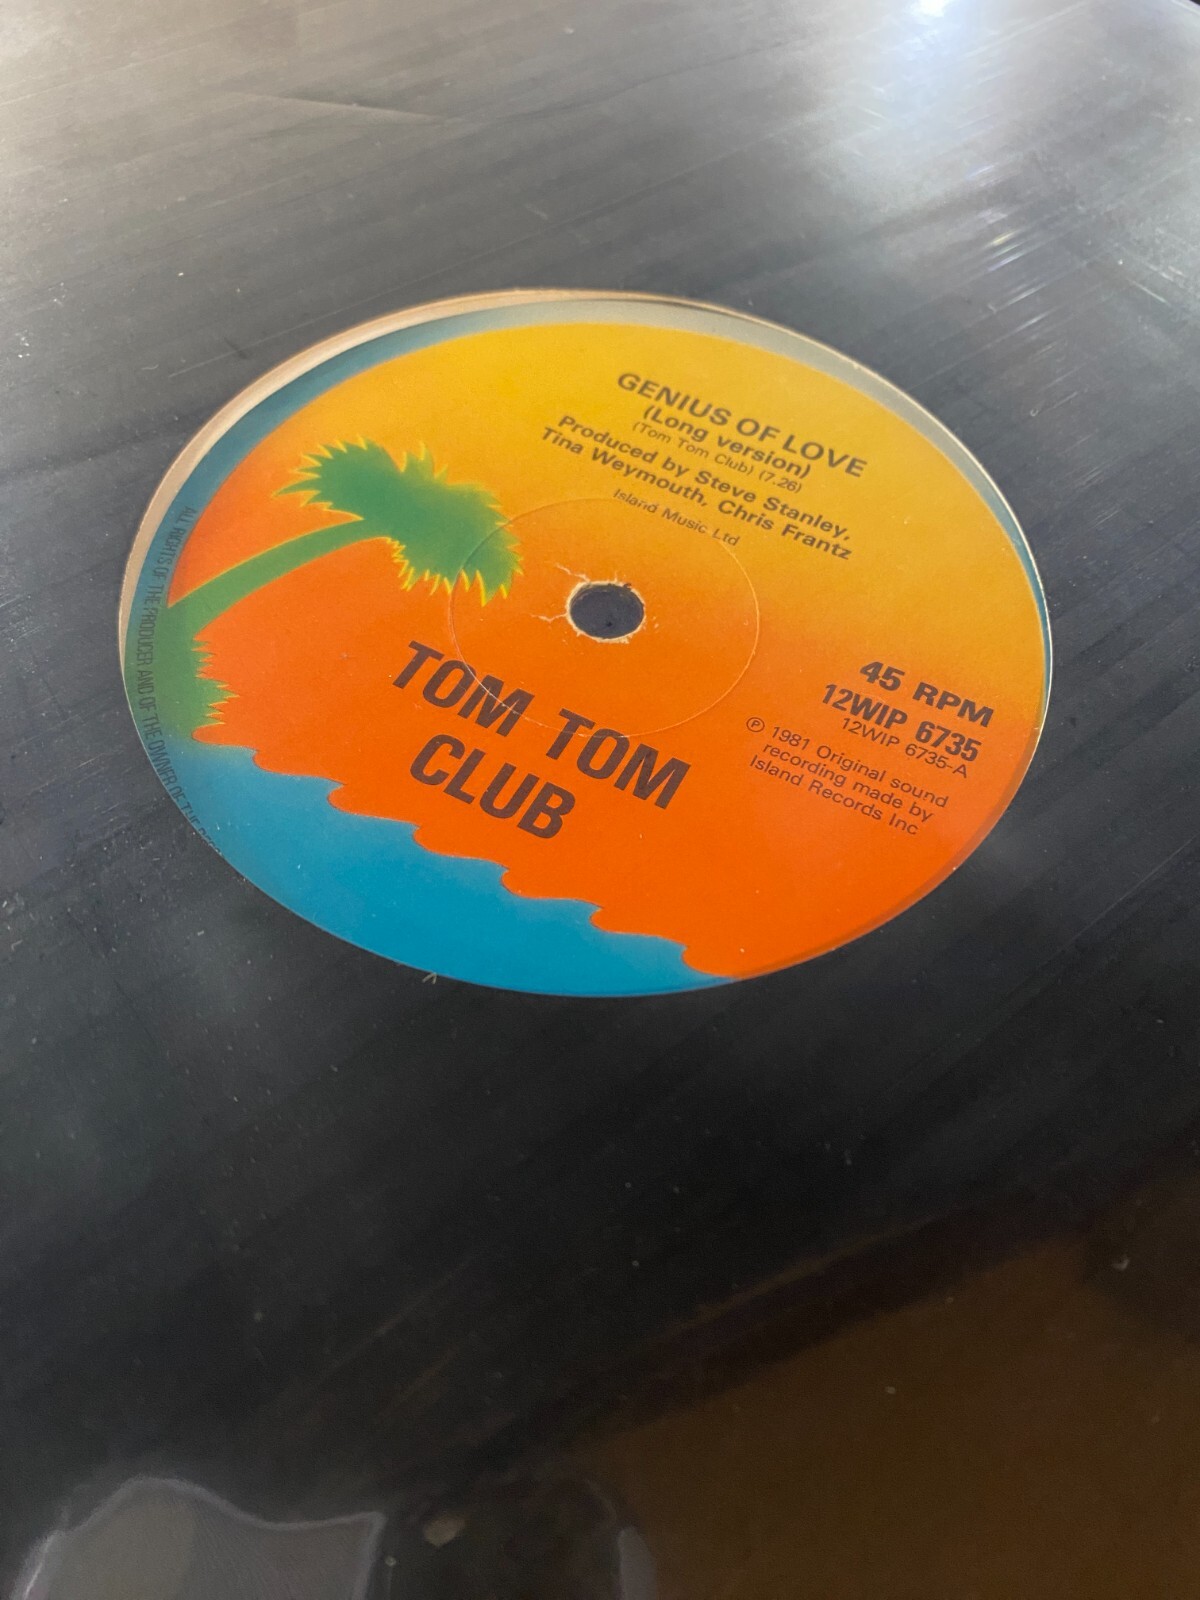 GENIUS OF LOVE
(Long version)
(Tom Tom Club) (7.26)
Produced by Steve Stanley,
Tina Weymouth, Chris Frantz
Island Music Ltd
45 RPM
12WIP 6735
12WIP 6735-A
℗ 1981 Original sound
recording made by
Island Records Inc
TOM TOM
CLUB
ALL RIGHTS OF THE PRODUCER AND OF THE OWNER OF THE